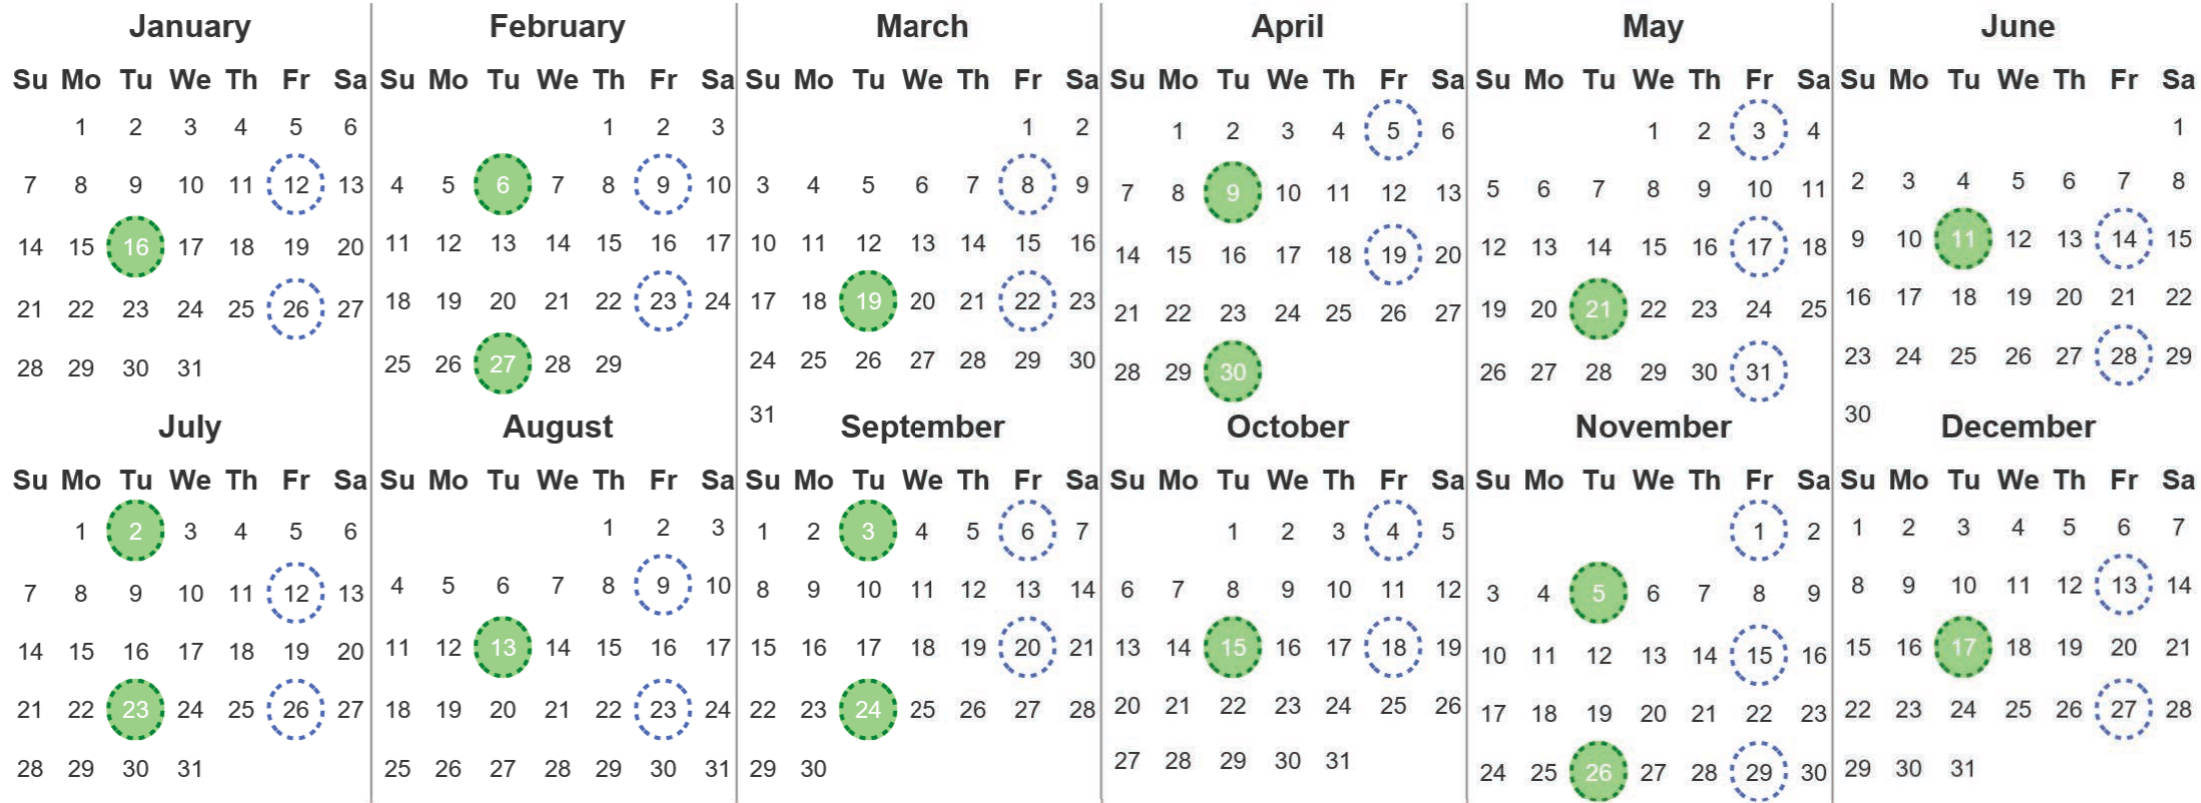 January February March April May June
Su Mo Tu We Th Fr Sa Su Mo Tu We Th Fr Sa Su Mo Tu We Th Fr Sa Su Mo Tu We Th Fr Sa Su Mo Tu We Th Fr Sa Su Mo Tu We Th Fr Sa
1 2 3 4 5 6 1 2 3 1 2 1 2 3 4 5 6 1 2 3 4 1
7 8 9 10 11 12 13 4 5 6 7 8 9 10 3 4 5 6 7 8 9 7 8 9 10 11 12 13 5 6 7 8 9 10 11 2 3 4 5 6 7 8
14 15 16 17 18 19 20 11 12 13 14 15 16 17 10 11 12 13 14 15 16 14 15 16 17 18 19 20 12 13 14 15 16 17 18 9 10 11 12 13 14 15
21 22 23 24 25 26 27 18 19 20 21 22 23 24 17 18 19 20 21 22 23 21 22 23 24 25 26 27 19 20 21 22 23 24 25 16 17 18 19 20 21 22
28 29 30 31 25 26 27 28 29 24 25 26 27 28 29 30 28 29 30 26 27 28 29 30 31 23 24 25 26 27 28 29
31 30
July August September October November December
Su Mo Tu We Th Fr Sa Su Mo Tu We Th Fr Sa Su Mo Tu We Th Fr Sa Su Mo Tu We Th Fr Sa Su Mo Tu We Th Fr Sa Su Mo Tu We Th Fr Sa
1 2 3 4 5 6 1 2 3 1 2 3 4 5 6 7 1 2 3 4 5 1 2 1 2 3 4 5 6 7
7 8 9 10 11 12 13 4 5 6 7 8 9 10 8 9 10 11 12 13 14 6 7 8 9 10 11 12 3 4 5 6 7 8 9 8 9 10 11 12 13 14
14 15 16 17 18 19 20 11 12 13 14 15 16 17 15 16 17 18 19 20 21 13 14 15 16 17 18 19 10 11 12 13 14 15 16 15 16 17 18 19 20 21
21 22 23 24 25 26 27 18 19 20 21 22 23 24 22 23 24 25 26 27 28 20 21 22 23 24 25 26 17 18 19 20 21 22 23 22 23 24 25 26 27 28
28 29 30 31 25 26 27 28 29 30 31 29 30 27 28 29 30 31 24 25 26 27 28 29 30 29 30 31